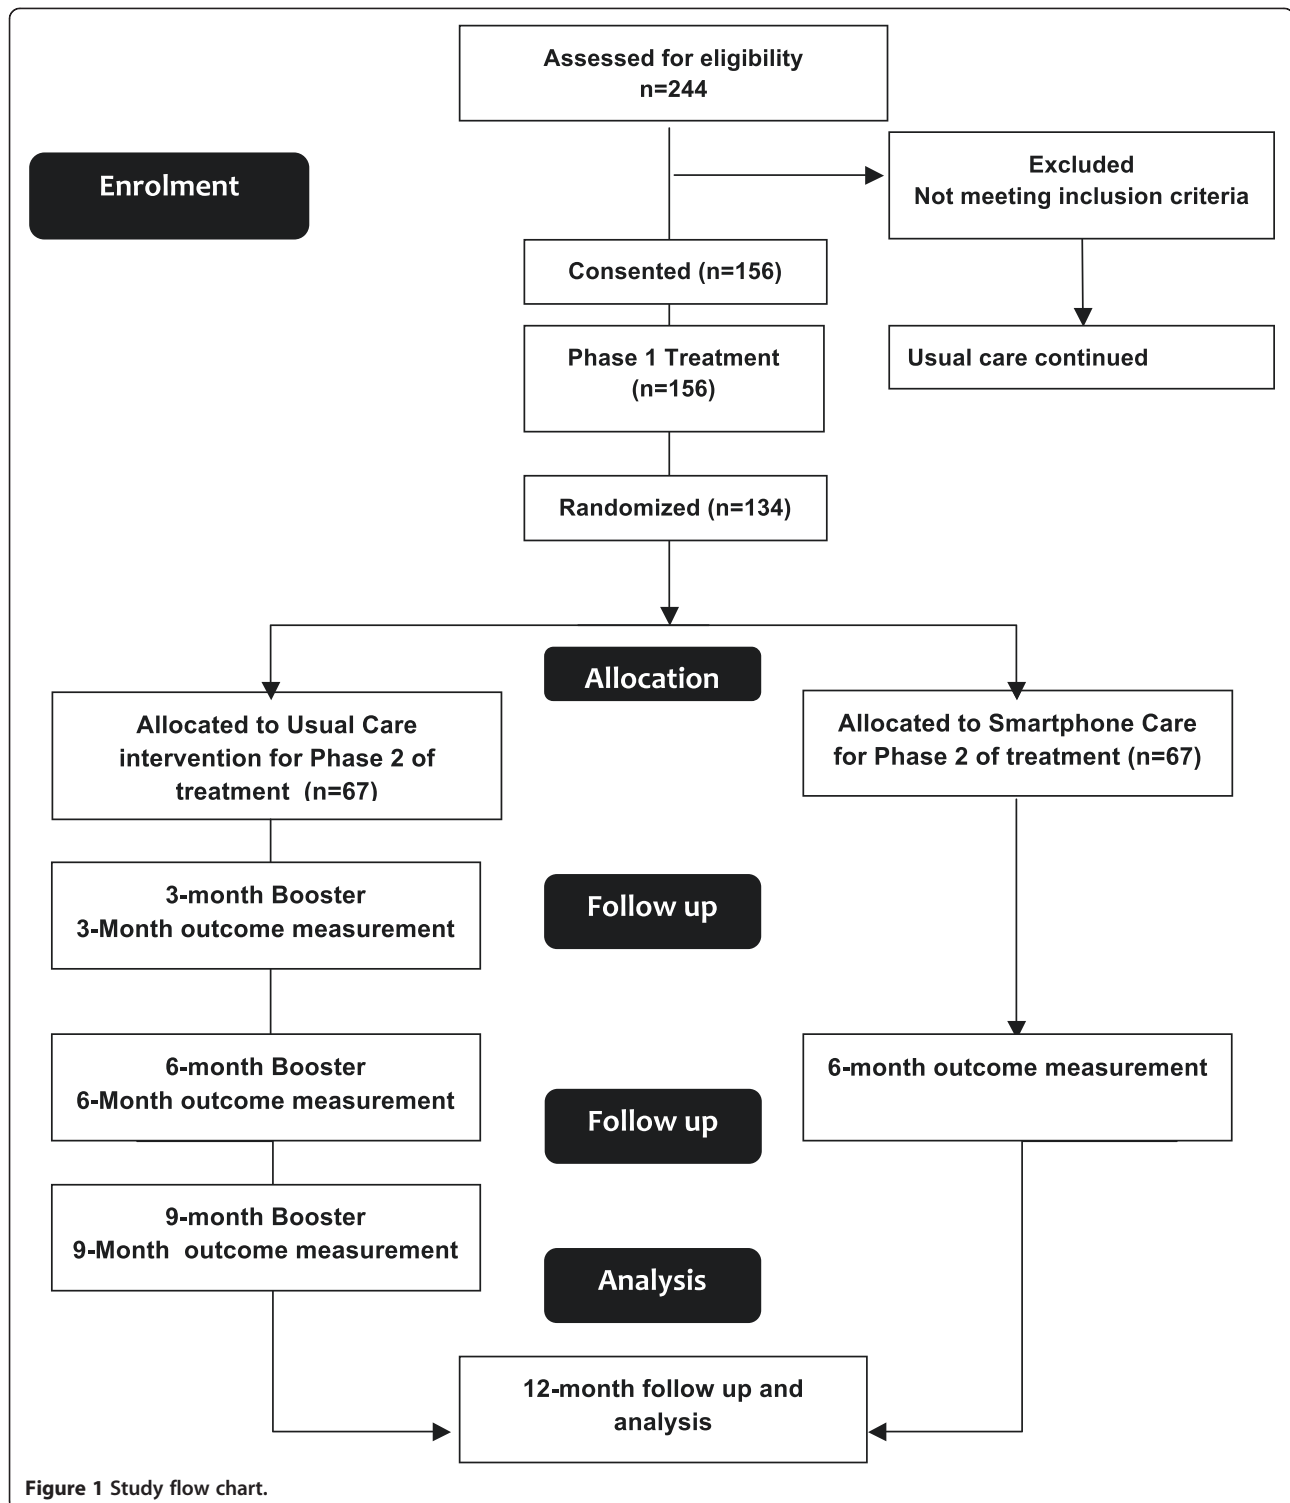 Assessed for eligibility
n=244
Enrolment
Excluded
Not meeting inclusion criteria
Consented (n=156)
Phase 1 Treatment
(n=156)
Usual care continued
Randomized (n=134)
Allocation
Allocated to Usual Care
intervention for Phase 2 of
treatment (n=67)
Allocated to Smartphone Care
for Phase 2 of treatment (n=67)
3-month Booster
3-Month outcome measurement
Follow up
6-month Booster
6-Month outcome measurement
6-month outcome measurement
Follow up
9-month Booster
9-Month outcome measurement
Analysis
12-month follow up and
analysis
Figure 1 Study flow chart.